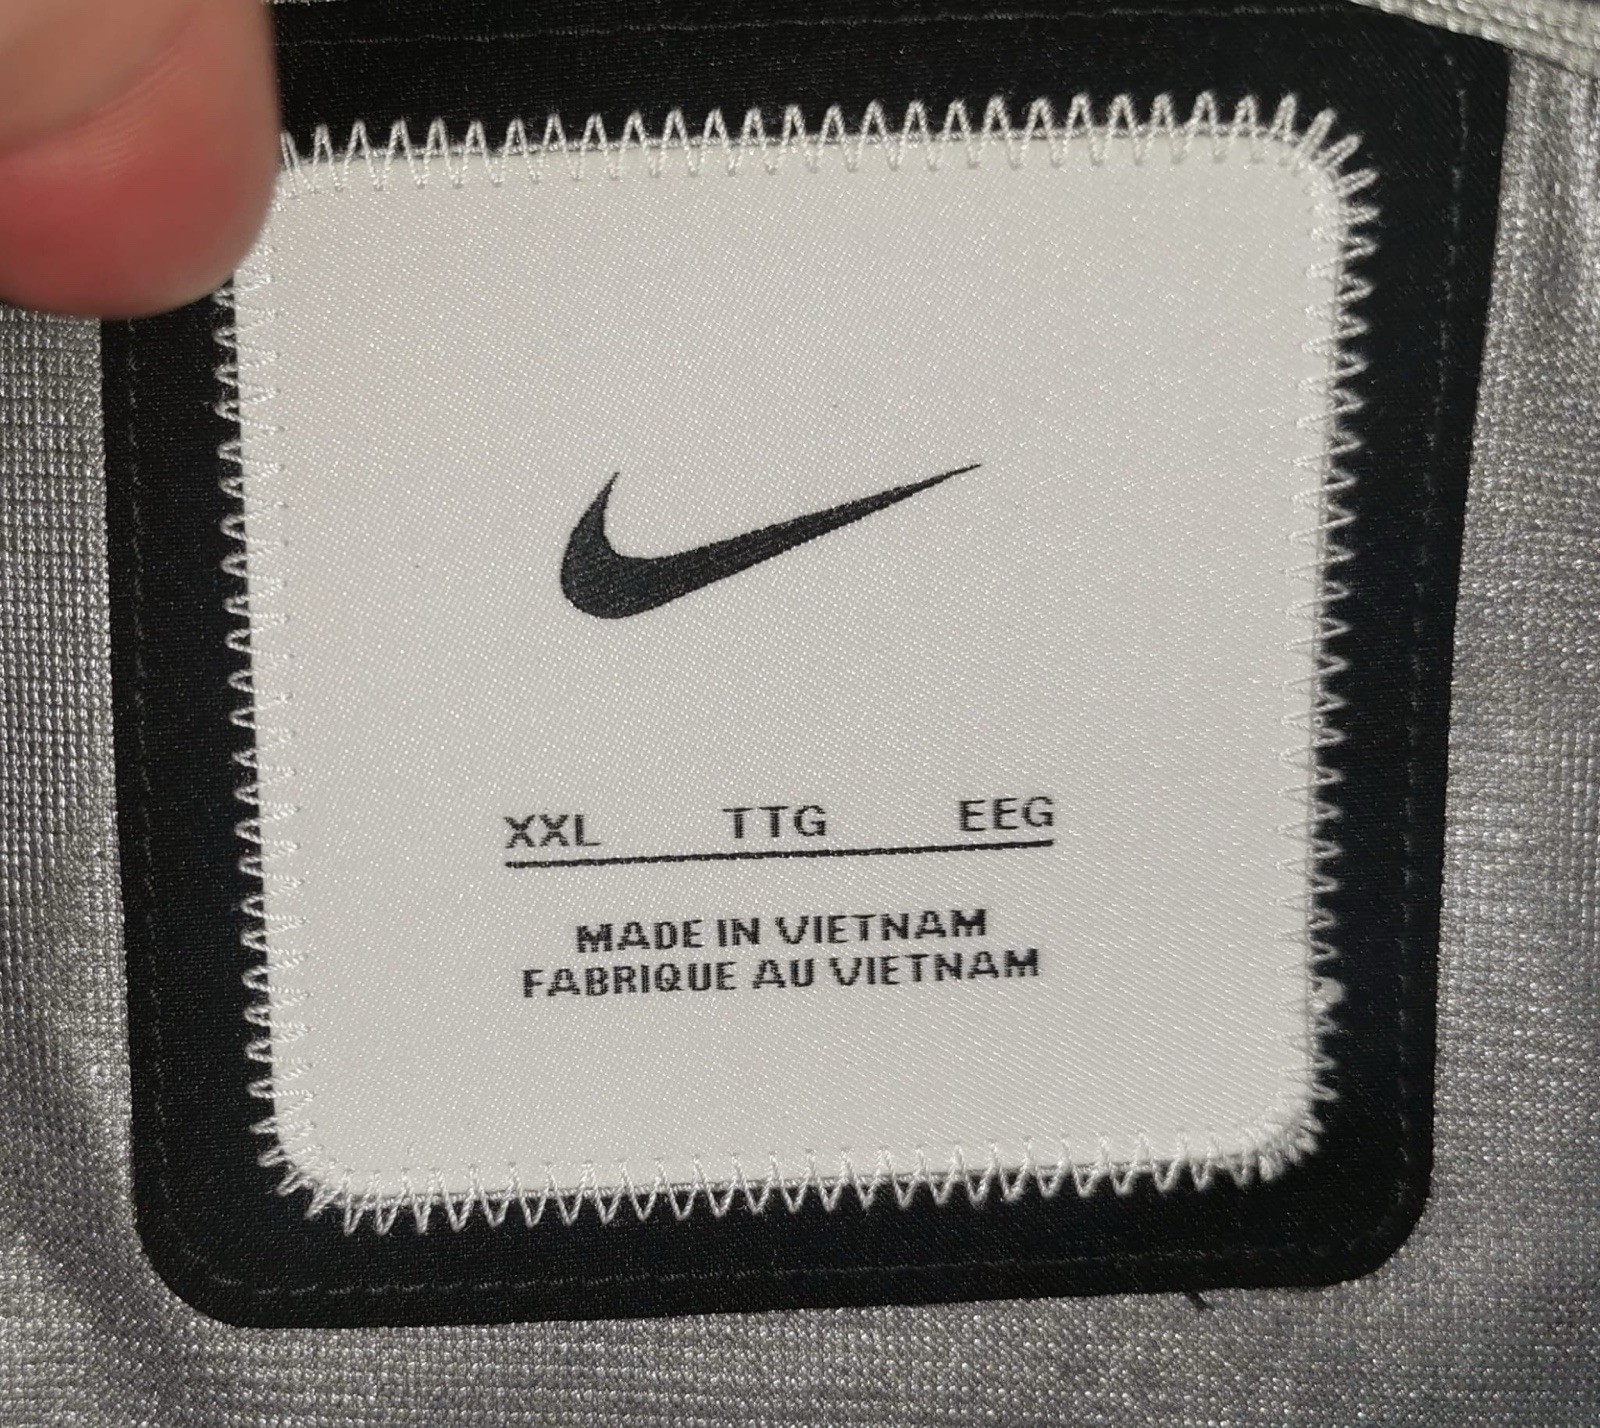 XXL TTG EEG
MADE IN VIETNAM
FABRIQUE AU VIETNAM